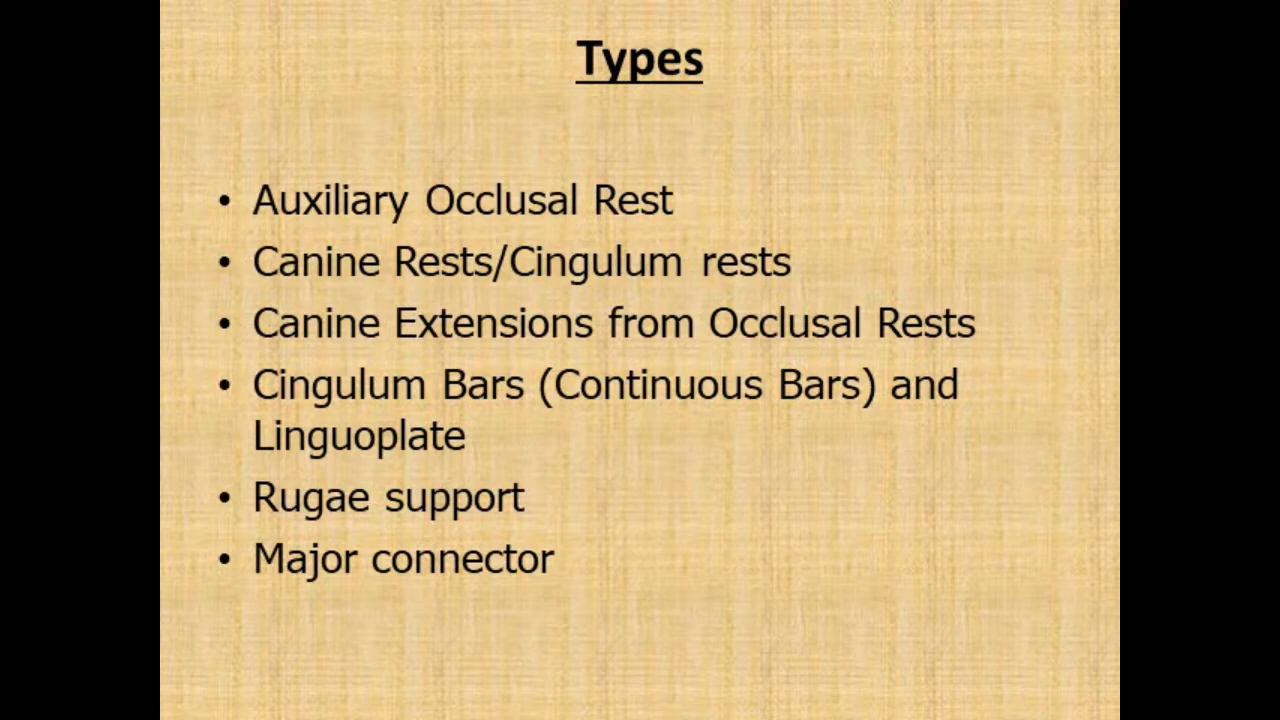 Types
• Auxiliary Occlusal Rest
• Canine Rests/Cingulum rests
• Canine Extensions from Occlusal Rests
• Cingulum Bars (Continuous Bars) and
Linguoplate
• Rugae support
• Major connector